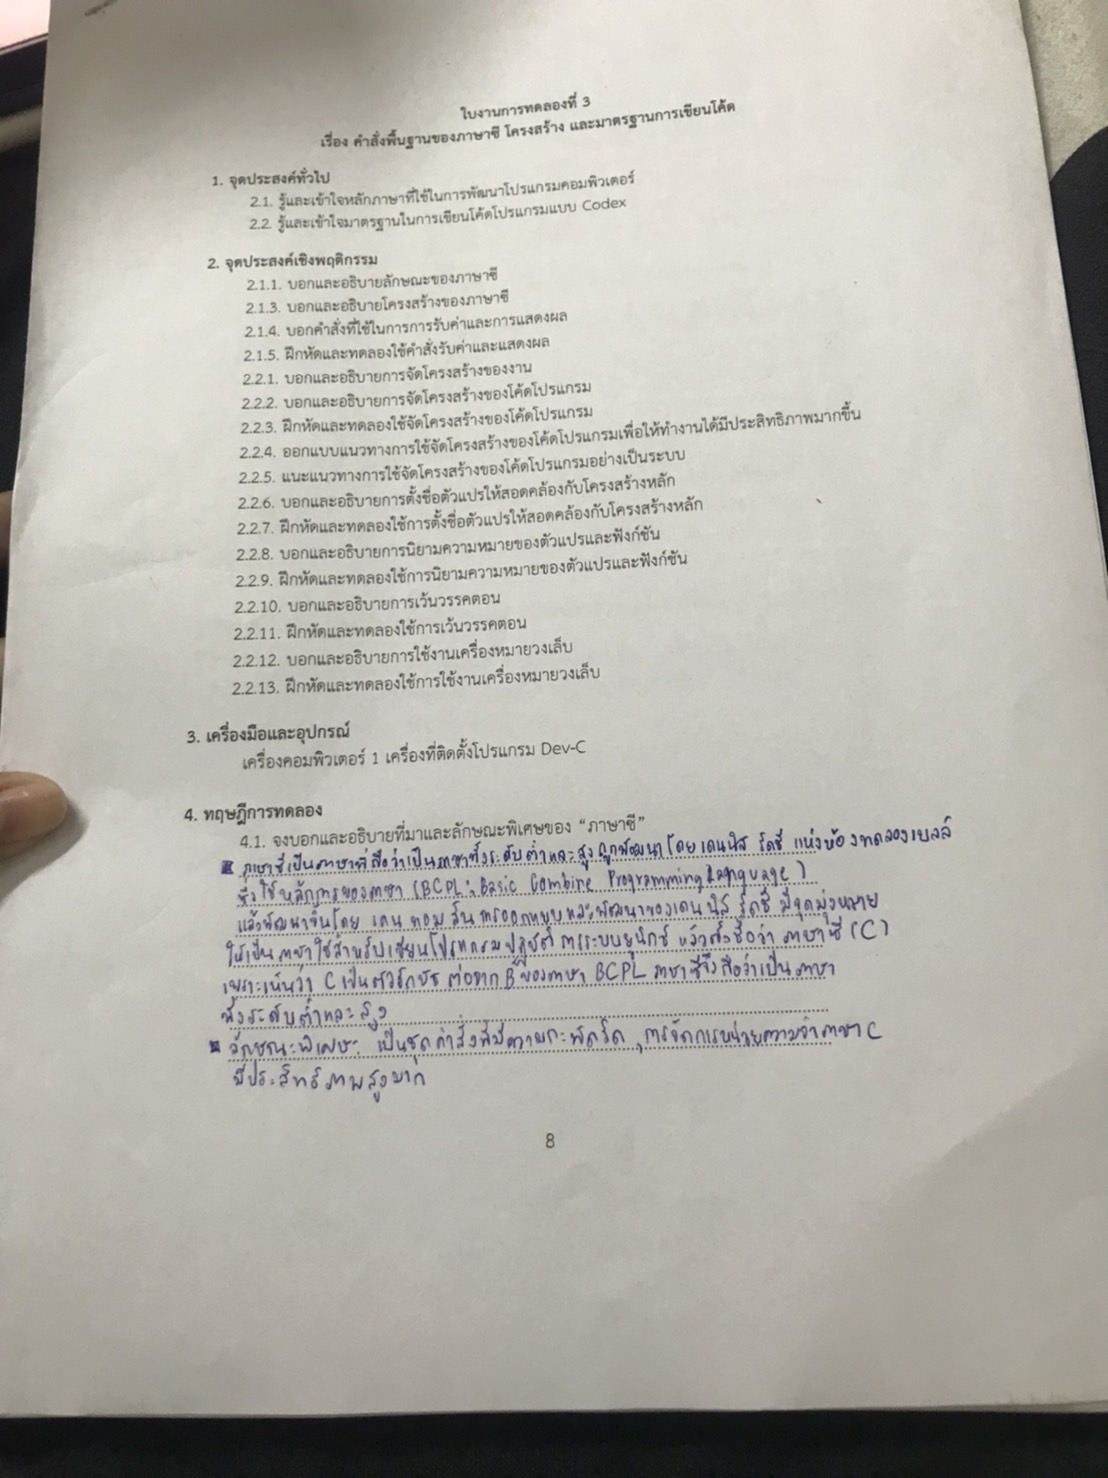 ใบงานการทดลองที่ 3
เรื่อง คำสั่งพื้นฐานของภาษาซี โครงสร้าง และมาตรฐานการเขียนโค้ด
1. จุดประสงค์ทั่วไป
2.1. รู้และเข้าใจหลักภาษาที่ใช้ในการพัฒนาโปรแกรมคอมพิวเตอร์
2.2. รู้และเข้าใจมาตรฐานในการเขียนโค้ดโปรแกรมแบบ Codex
2. จุดประสงค์เชิงพฤติกรรม
2.1.1. บอกและอธิบายลักษณะของภาษาซี
2.1.3. บอกและอธิบายโครงสร้างของภาษาซี
2.1.4. บอกคำสั่งที่ใช้ในการการรับค่าและการแสดงผล
2.1.5. ฝึกหัดและทดลองใช้คำสั่งรับค่าและแสดงผล
2.2.1. บอกและอธิบายการจัดโครงสร้างของงาน
2.2.2. บอกและอธิบายการจัดโครงสร้างของโค้ดโปรแกรม
2.2.3. ฝึกหัดและทดลองใช้จัดโครงสร้างของโค้ดโปรแกรม
2.2.4. ออกแบบแนวทางการใช้จัดโครงสร้างของโค้ดโปรแกรมเพื่อให้ทำงานได้มีประสิทธิภาพมากขึ้น
2.2.5. แนะแนวทางการใช้จัดโครงสร้างของโค้ดโปรแกรมอย่างเป็นระบบ
2.2.6. บอกและอธิบายการตั้งชื่อตัวแปรให้สอดคล้องกับโครงสร้างหลัก
2.2.7. ฝึกหัดและทดลองใช้การตั้งชื่อตัวแปรให้สอดคล้องกับโครงสร้างหลัก
2.2.8. บอกและอธิบายการนิยามความหมายของตัวแปรและฟังก์ชัน
2.2.9. ฝึกหัดและทดลองใช้การนิยามความหมายของตัวแปรและฟังก์ชัน
2.2.10. บอกและอธิบายการเว้นวรรคตอน
2.2.11. ฝึกหัดและทดลองใช้การเว้นวรรคตอน
2.2.12. บอกและอธิบายการใช้งานเครื่องหมายวงเล็บ
2.2.13. ฝึกหัดและทดลองใช้การใช้งานเครื่องหมายวงเล็บ
3. เครื่องมือและอุปกรณ์
เครื่องคอมพิวเตอร์ 1 เครื่องที่ติดตั้งโปรแกรม Dev-C
4. ทฤษฎีการทดลอง
4.1. จงบอกและอธิบายที่มาและลักษณะพิเศษของ “ภาษาซี”
ภาษาซีเป็นภาษาที่ถือว่าเป็นภาษาทั้งระดับต่ำและสูง ถูกพัฒนาโดย เดนนิส ริดชี่ แห่งห้องทดลองเบลล์
ซึ่งใช้หลักการของภาษา (BCPL : Basic Combine Programming Language)
แล้วพัฒนาขึ้นโดย เคน ทอมสัน การออกแบบและพัฒนาของเดนนิส ริดชี่ มีจุดมุ่งหมาย
ให้เป็นภาษาใช้สำหรับเขียนโปรแกรมปฏิบัติการระบบยูนิกซ์ แล้วตั้งชื่อว่า ภาษาซี (C)
เพราะเห็นว่า C เป็นตัวอักษร ต่อจาก B ของภาษา BCPL ภาษาซีจึงถือว่าเป็นภาษา
ทั้งระดับต่ำและสูง
ลักษณะพิเศษ เป็นชุดคำสั่งที่มีความกะทัดรัด , การจัดการหน่วยความจำภาษา C
มีประสิทธิภาพสูงมาก
8